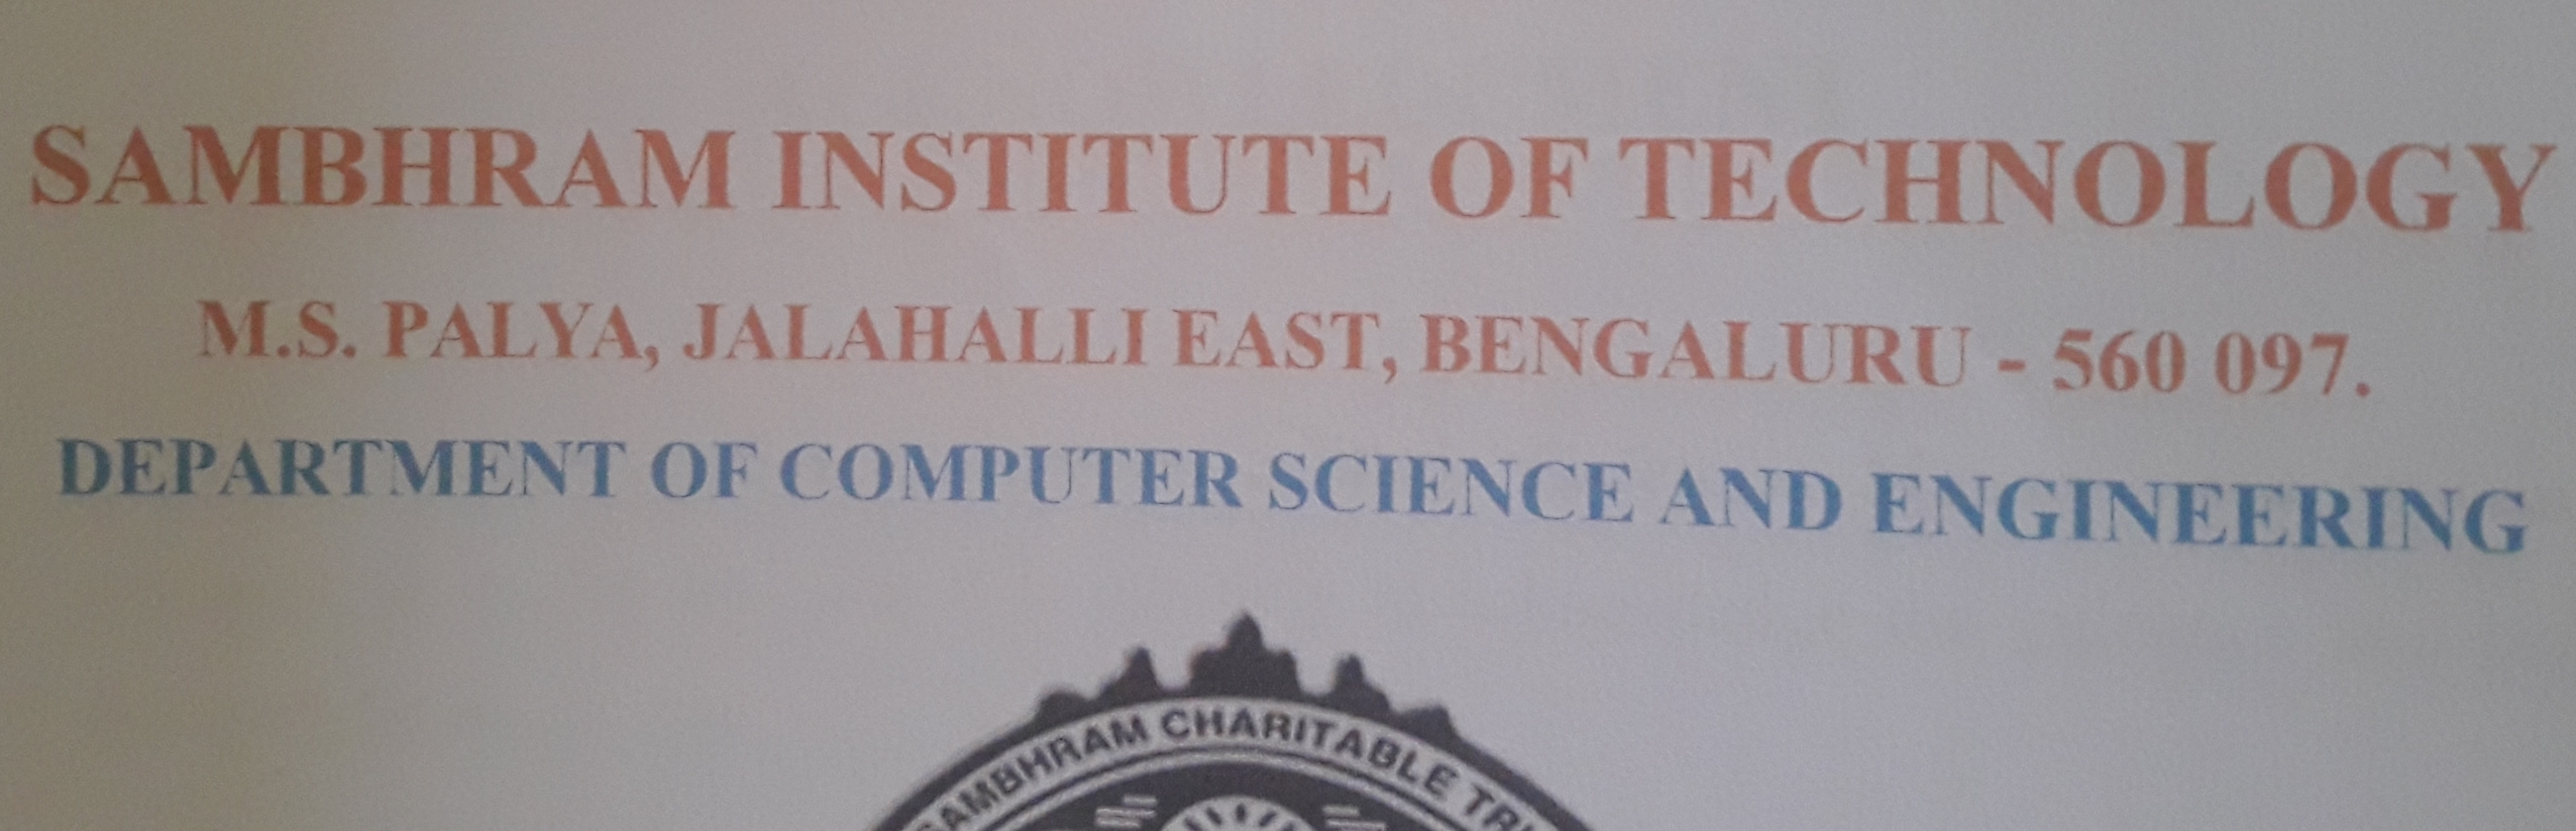 SAMBHRAM INSTITUTE OF TECHNOLOGY
M.S. PALYA, JALAHALLI EAST, BENGALURU - 560 097.
DEPARTMENT OF COMPUTER SCIENCE AND ENGINEERING
SAMBHRAM CHARITABLE